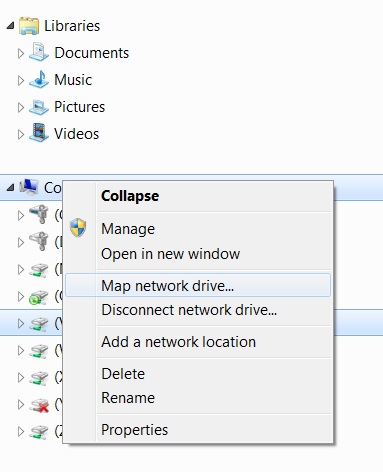 Libraries
Documents
Music
Pictures
Videos
Co
Collapse
Manage
Open in new window
Map network drive...
Disconnect network drive...
Add a network location
Delete
Rename
Properties